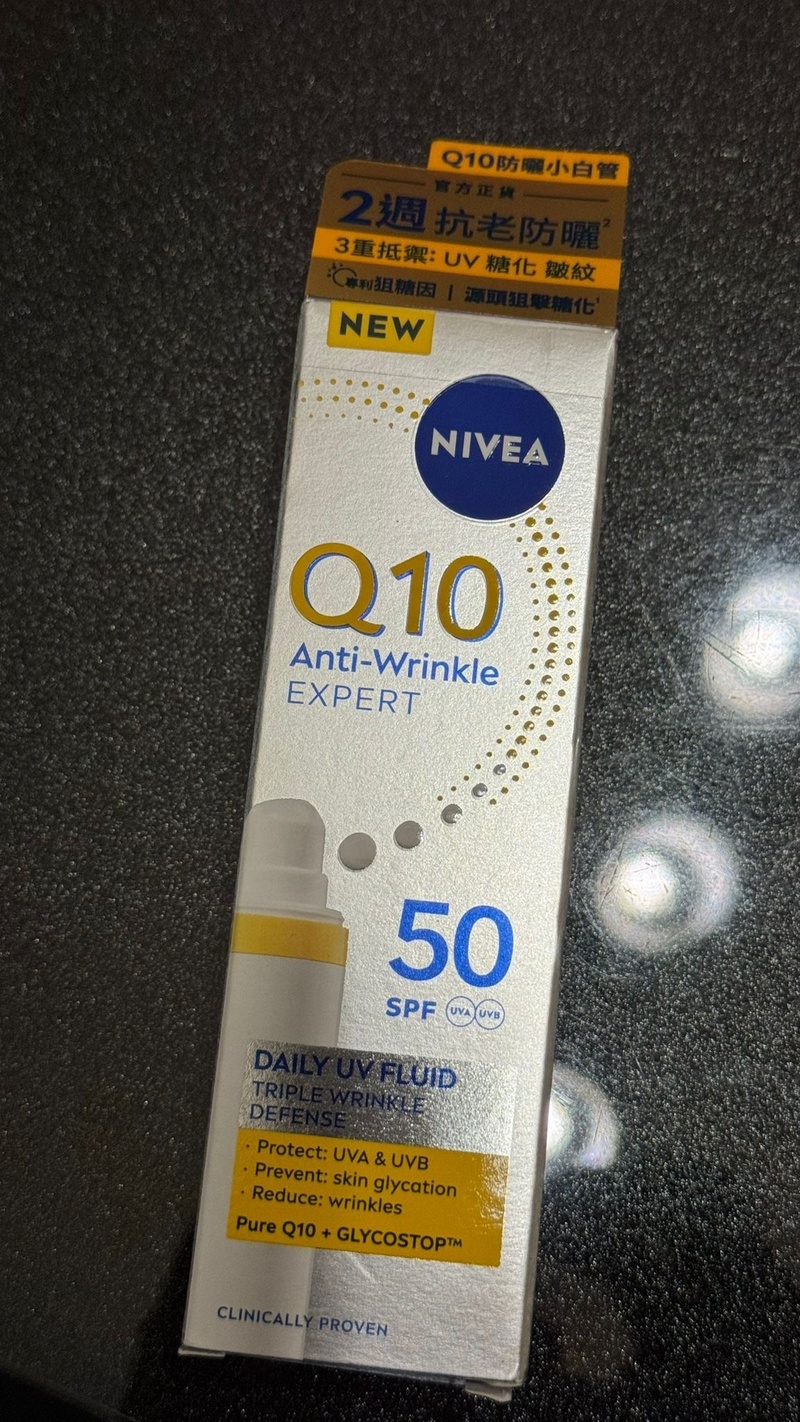 Q10防曬小白管
官方正貨
2週 抗老防曬²
3重抵禦: UV 糖化 皺紋
專利狙糖因 | 源頭狙擊糖化¹
NEW
NIVEA
Q10
Anti-Wrinkle
EXPERT
50
SPF UVA UVB
DAILY UV FLUID
TRIPLE WRINKLE
DEFENSE
· Protect: UVA & UVB
· Prevent: skin glycation
· Reduce: wrinkles
Pure Q10 + GLYCOSTOP™
CLINICALLY PROVEN